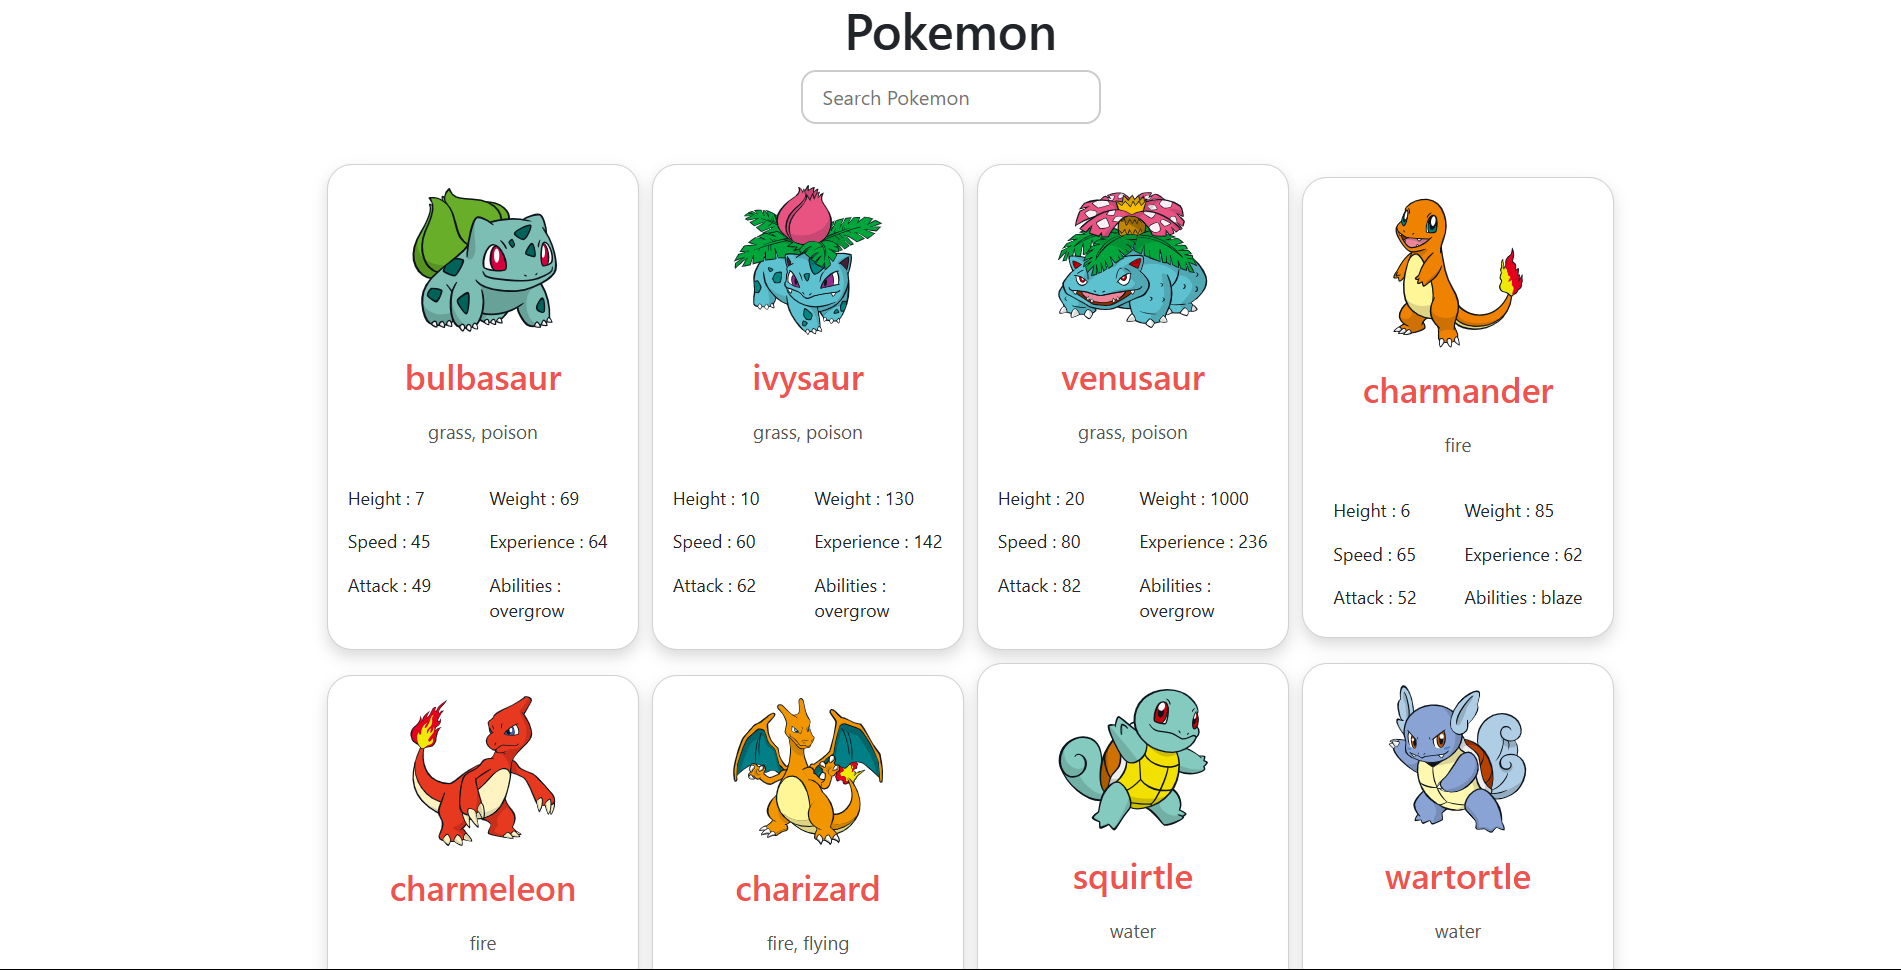 Pokemon
Search Pokemon
bulbasaur
grass, poison
Height : 7
Weight : 69
Speed : 45
Experience : 64
Attack : 49
Abilities :
overgrow
ivysaur
grass, poison
Height : 10
Weight : 130
Speed : 60
Experience : 142
Attack : 62
Abilities :
overgrow
venusaur
grass, poison
Height : 20
Weight : 1000
Speed : 80
Experience : 236
Attack : 82
Abilities :
overgrow
charmander
fire
Height : 6
Weight : 85
Speed : 65
Experience : 62
Attack : 52
Abilities : blaze
charmeleon
fire
charizard
fire, flying
squirtle
water
wartortle
water